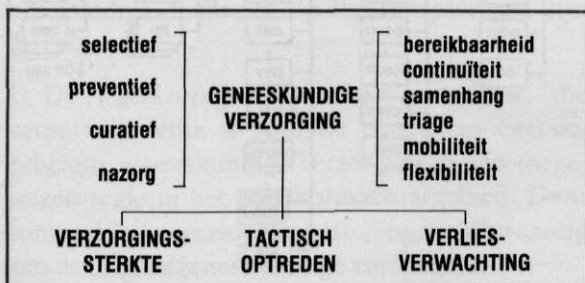 selectief
preventief
curatief
nazorg
GENEESKUNDIGE
VERZORGING
bereikbaarheid
continuïteit
samenhang
triage
mobiliteit
flexibiliteit
VERZORGINGS-
STERKTE
TACTISCH
OPTREDEN
VERLIES-
VERWACHTING